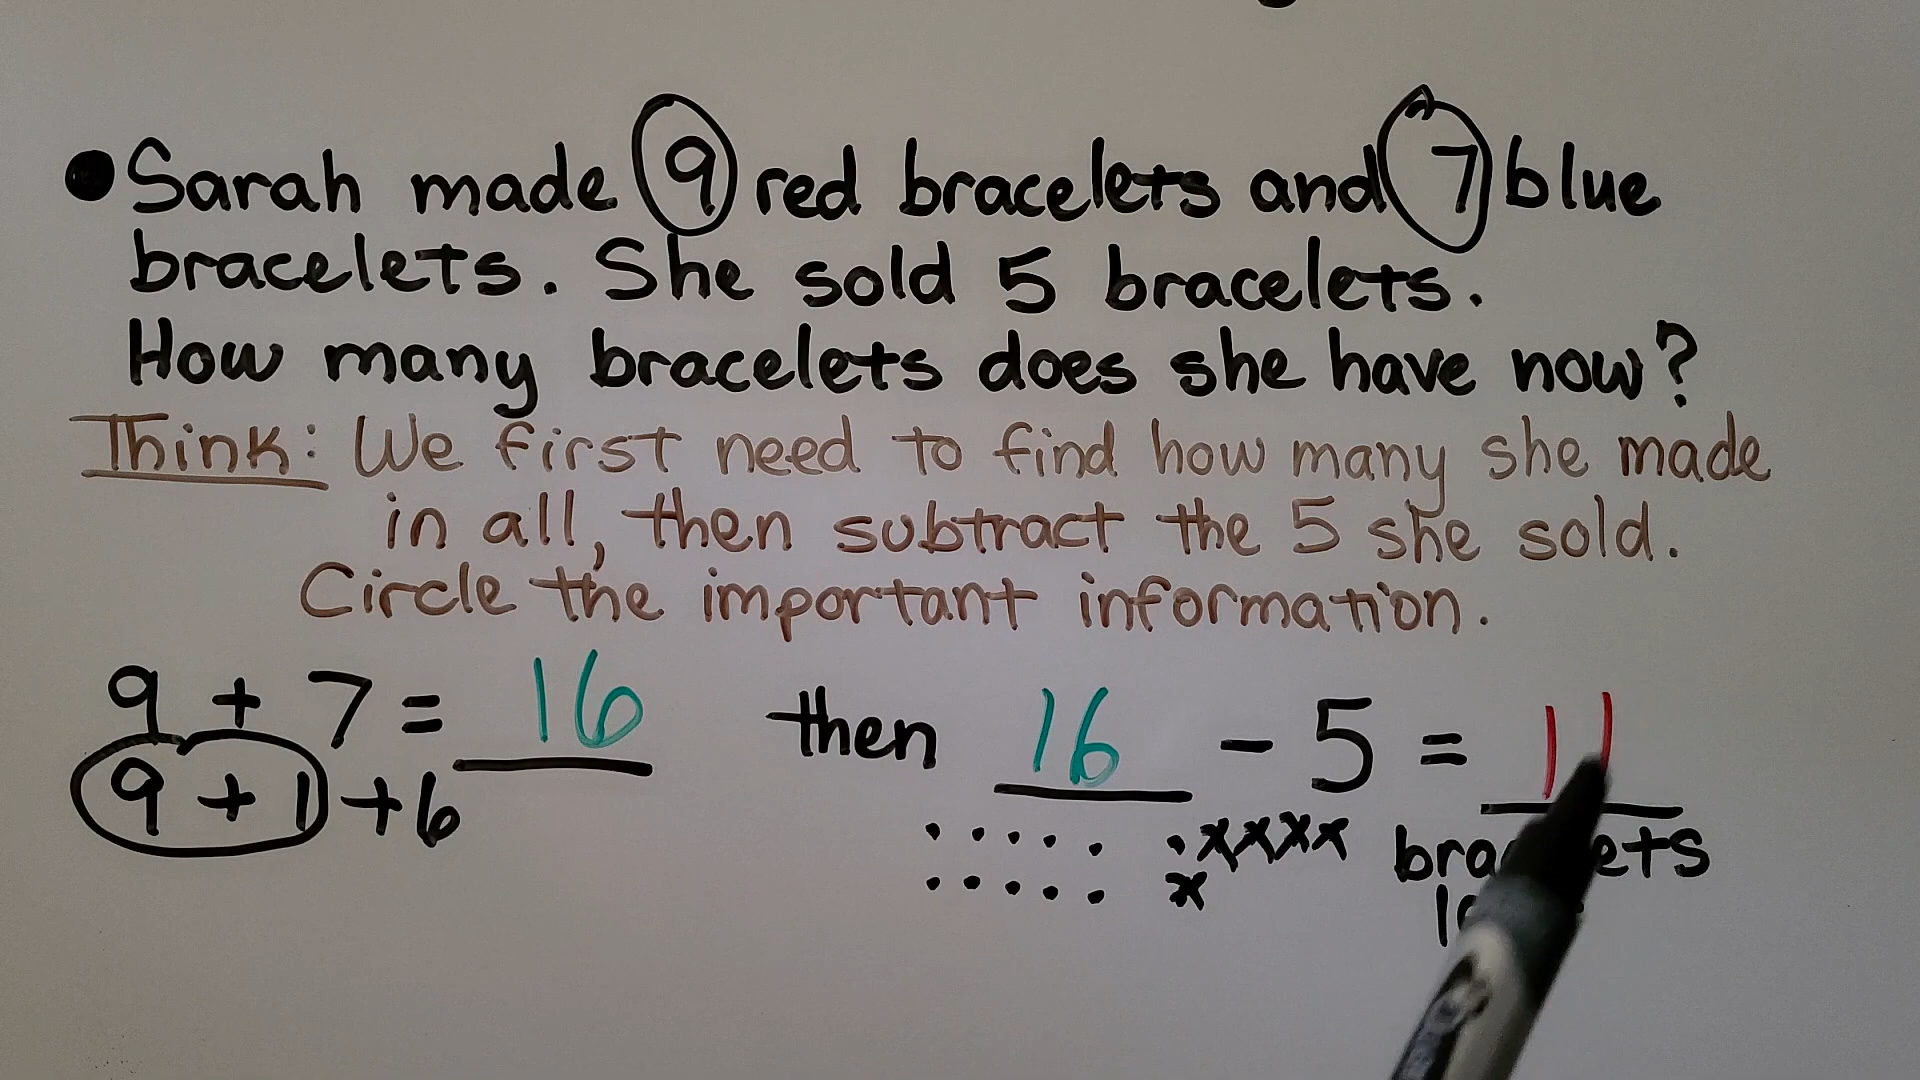 Sarah made 9 red bracelets and 7 blue
bracelets. She sold 5 bracelets.
How many bracelets does she have now?
Think: We first need to find how many she made
in all, then subtract the 5 she sold.
Circle the important information.
9 + 7 = 16 then 16 - 5 = 11
9 + 1 + 6